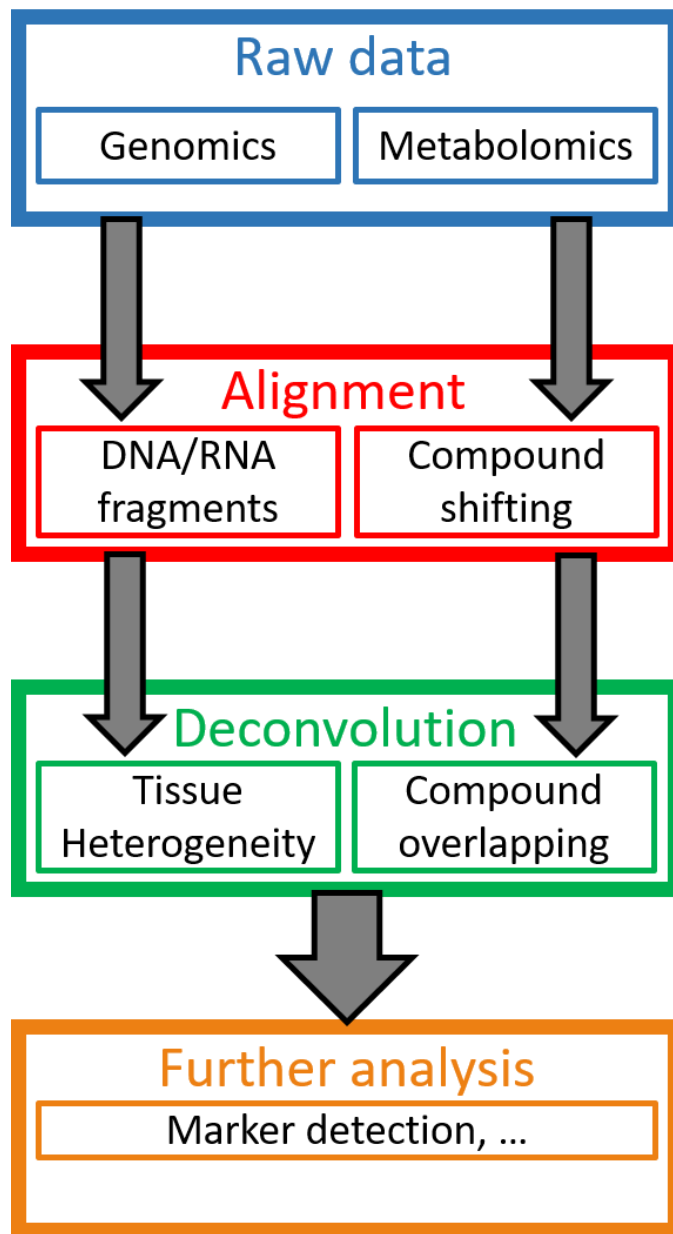 Raw data
Genomics
Metabolomics
Alignment
DNA/RNA
fragments
Compound
shifting
Deconvolution
Tissue
Heterogeneity
Compound
overlapping
Further analysis
Marker detection, ...